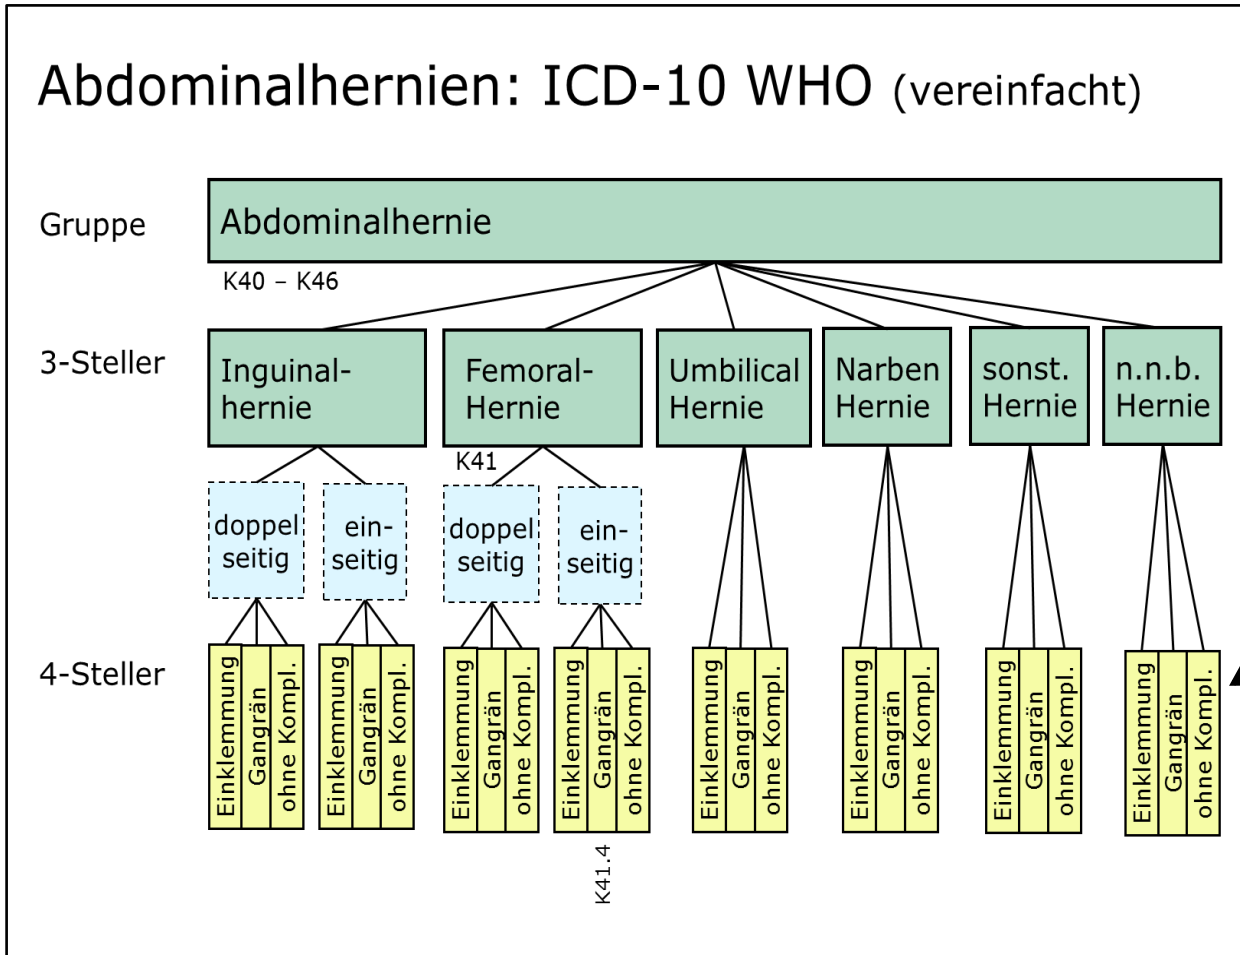 Abdominalhernien: ICD-10 WHO (vereinfacht)
Gruppe
Abdominalhernie
K40 – K46
3-Steller
Inguinal-
hernie
Femoral-
Hernie
Umbilical
Hernie
Narben
Hernie
sonst.
Hernie
n.n.b.
Hernie
K41
doppel
seitig
ein-
seitig
doppel
seitig
ein-
seitig
4-Steller
Einklemmung
Gangrän
ohne Kompl.
Einklemmung
Gangrän
ohne Kompl.
Einklemmung
Gangrän
ohne Kompl.
Einklemmung
Gangrän
ohne Kompl.
Einklemmung
Gangrän
ohne Kompl.
Einklemmung
Gangrän
ohne Kompl.
Einklemmung
Gangrän
ohne Kompl.
Einklemmung
Gangrän
ohne Kompl.
K41.4